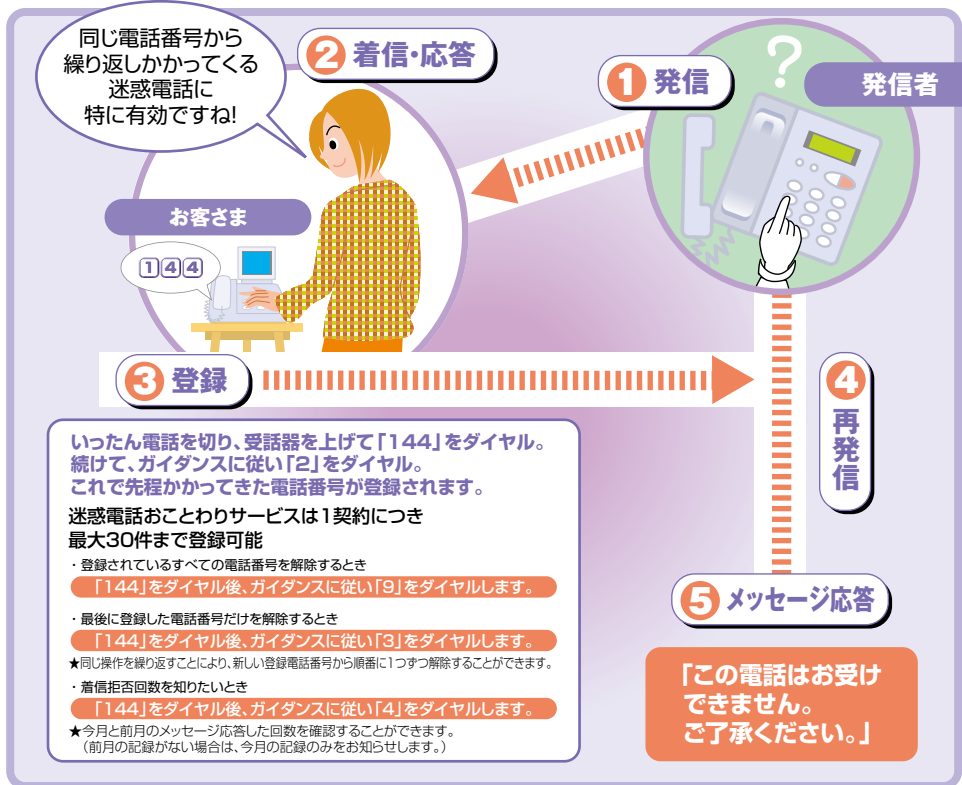 同じ電話番号から
繰り返しかかってくる
迷惑電話に
特に有効ですね!
2 着信・応答
1 発信
発信者
?
お客さま
144
3 登録
4 再発信
いったん電話を切り、受話器を上げて「144」をダイヤル。
続けて、ガイダンスに従い「2」をダイヤル。
これで先程かかってきた電話番号が登録されます。
迷惑電話おことわりサービスは1契約につき
最大30件まで登録可能
・登録されているすべての電話番号を解除するとき
「144」をダイヤル後、ガイダンスに従い「9」をダイヤルします。
・最後に登録した電話番号だけを解除するとき
「144」をダイヤル後、ガイダンスに従い「3」をダイヤルします。
★同じ操作を繰り返すことにより、新しい登録電話番号から順番に1つずつ解除することができます。
・着信拒否回数を知りたいとき
「144」をダイヤル後、ガイダンスに従い「4」をダイヤルします。
★今月と前月のメッセージ応答した回数を確認することができます。
(前月の記録がない場合は、今月の記録のみをお知らせします。)
5 メッセージ応答
「この電話はお受け
できません。
ご了承ください。」